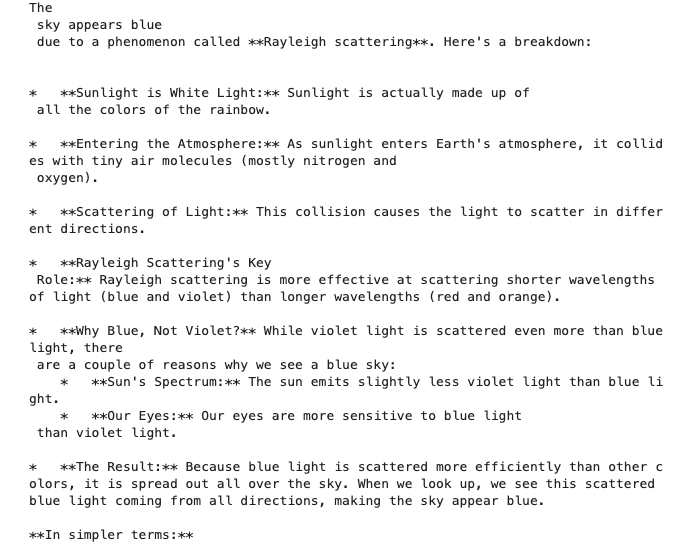 The
 sky appears blue
 due to a phenomenon called **Rayleigh scattering**. Here's a breakdown:
*   **Sunlight is White Light:** Sunlight is actually made up of
 all the colors of the rainbow.
*   **Entering the Atmosphere:** As sunlight enters Earth's atmosphere, it collid
es with tiny air molecules (mostly nitrogen and
 oxygen).
*   **Scattering of Light:** This collision causes the light to scatter in differ
ent directions.
*   **Rayleigh Scattering's Key
 Role:** Rayleigh scattering is more effective at scattering shorter wavelengths
of light (blue and violet) than longer wavelengths (red and orange).
*   **Why Blue, Not Violet?** While violet light is scattered even more than blue
light, there
 are a couple of reasons why we see a blue sky:
    *   **Sun's Spectrum:** The sun emits slightly less violet light than blue li
ght.
    *   **Our Eyes:** Our eyes are more sensitive to blue light
 than violet light.
*   **The Result:** Because blue light is scattered more efficiently than other c
olors, it is spread out all over the sky. When we look up, we see this scattered
blue light coming from all directions, making the sky appear blue.
**In simpler terms:**